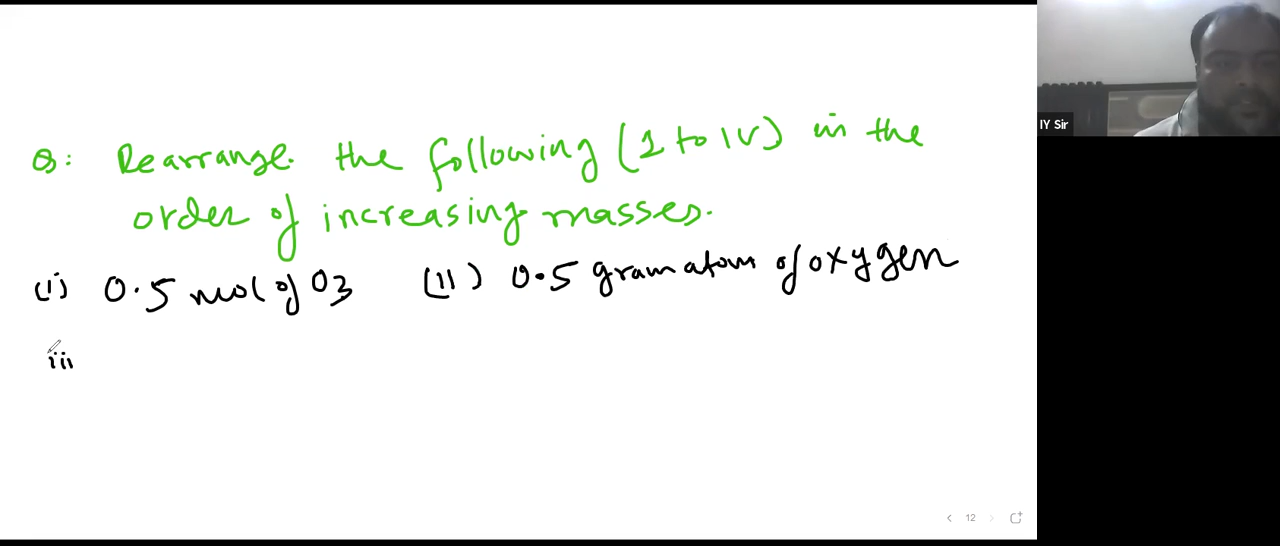 Q: Rearrange. the following (1 to IV) in the
order of increasing masses.
(i) 0.5 mol of O3 (II) 0.5 gram atom of oxygen
iii
IY Sir
12